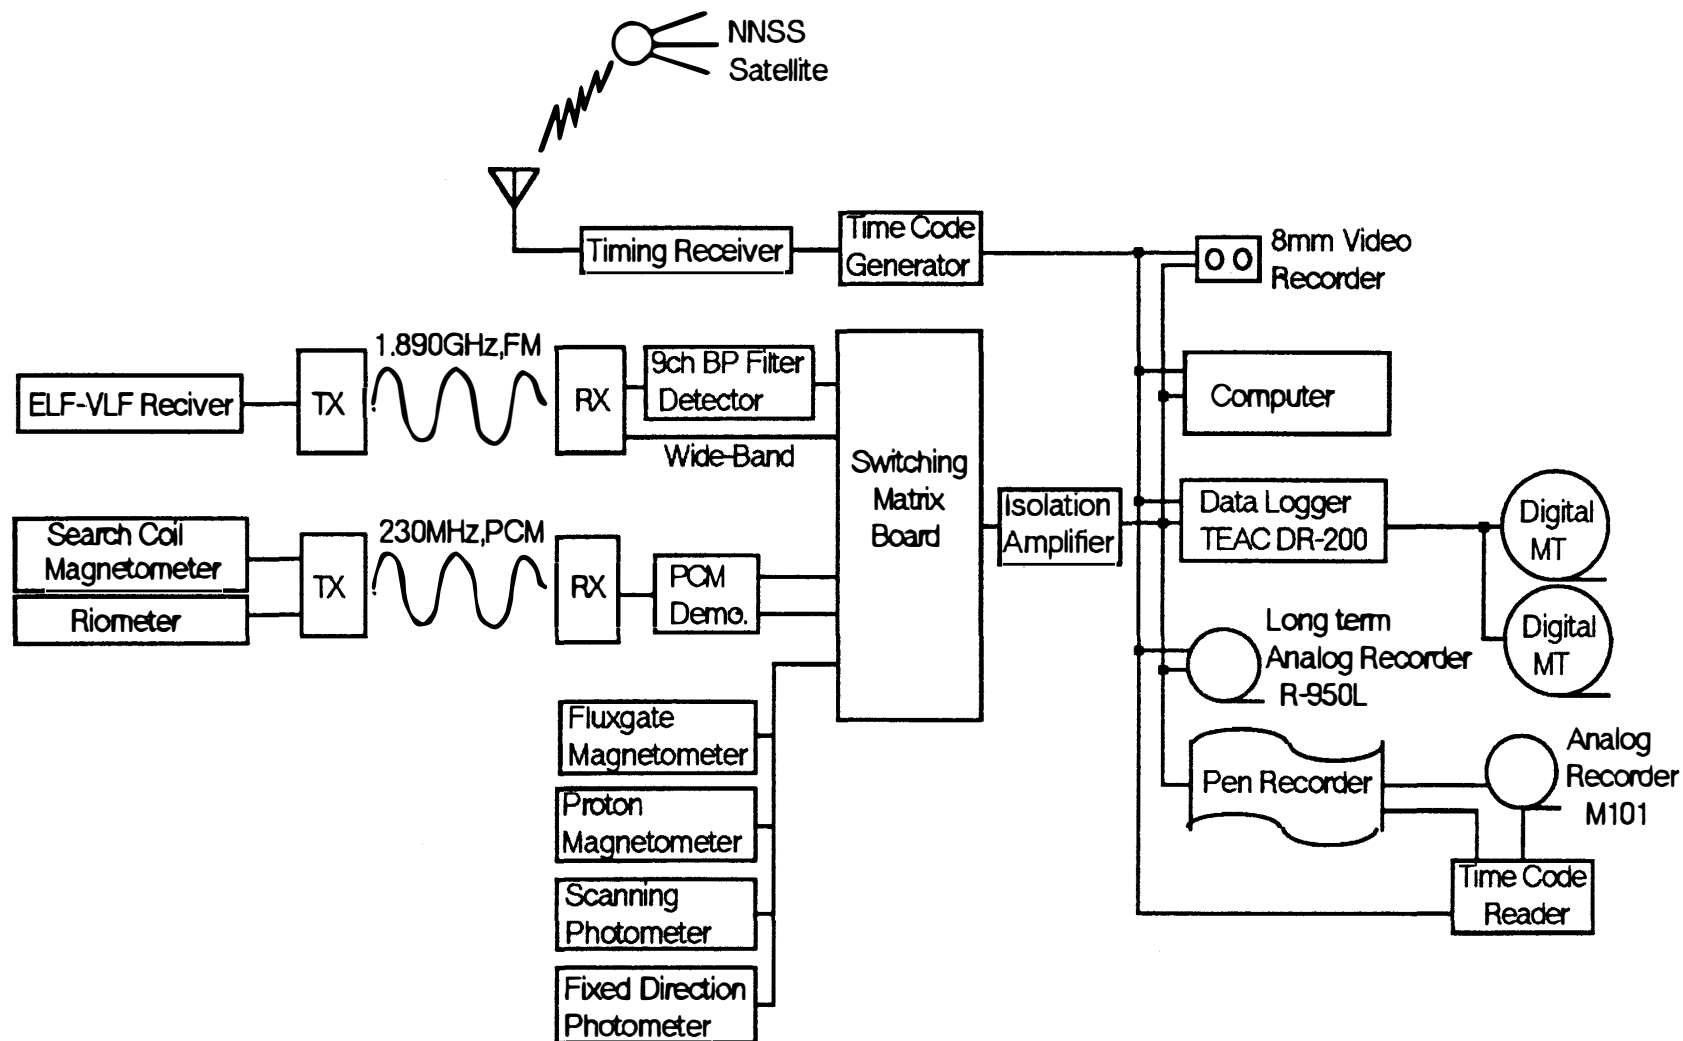 NNSS
Satellite
Timing Receiver
Time Code
Generator
8mm Video
Recorder
ELF-VLF Reciver
TX
1.890GHz,FM
RX
9ch BP Filter
Detector
Wide-Band
Switching
Matrix
Board
Computer
Search Coil
Magnetometer
Riometer
TX
230MHz,PCM
RX
PCM
Demo.
Isolation
Amplifier
Data Logger
TEAC DR-200
Digital
MT
Digital
MT
Long term
Analog Recorder
R-950L
Fluxgate
Magnetometer
Proton
Magnetometer
Scanning
Photometer
Fixed Direction
Photometer
Pen Recorder
Analog
Recorder
M101
Time Code
Reader